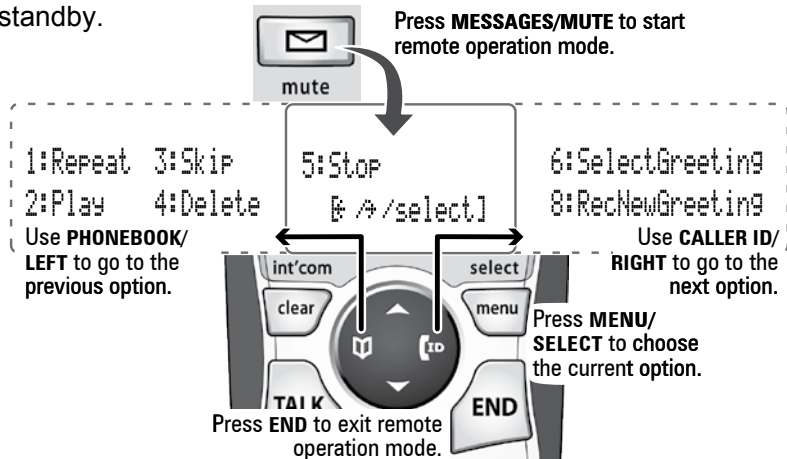 standby.
Press MESSAGES/MUTE to start
remote operation mode.
mute
1:Repeat 3:Skip
2:Play 4:Delete
5:Stop
/select]
6:SelectGreeting
8:RecNewGreeting
Use PHONEBOOK/
LEFT to go to the
previous option.
Use CALLER ID/
RIGHT to go to the
next option.
int'com
select
clear
menu
ID
Press MENU/
SELECT to choose
the current option.
TALK
END
Press END to exit remote
operation mode.